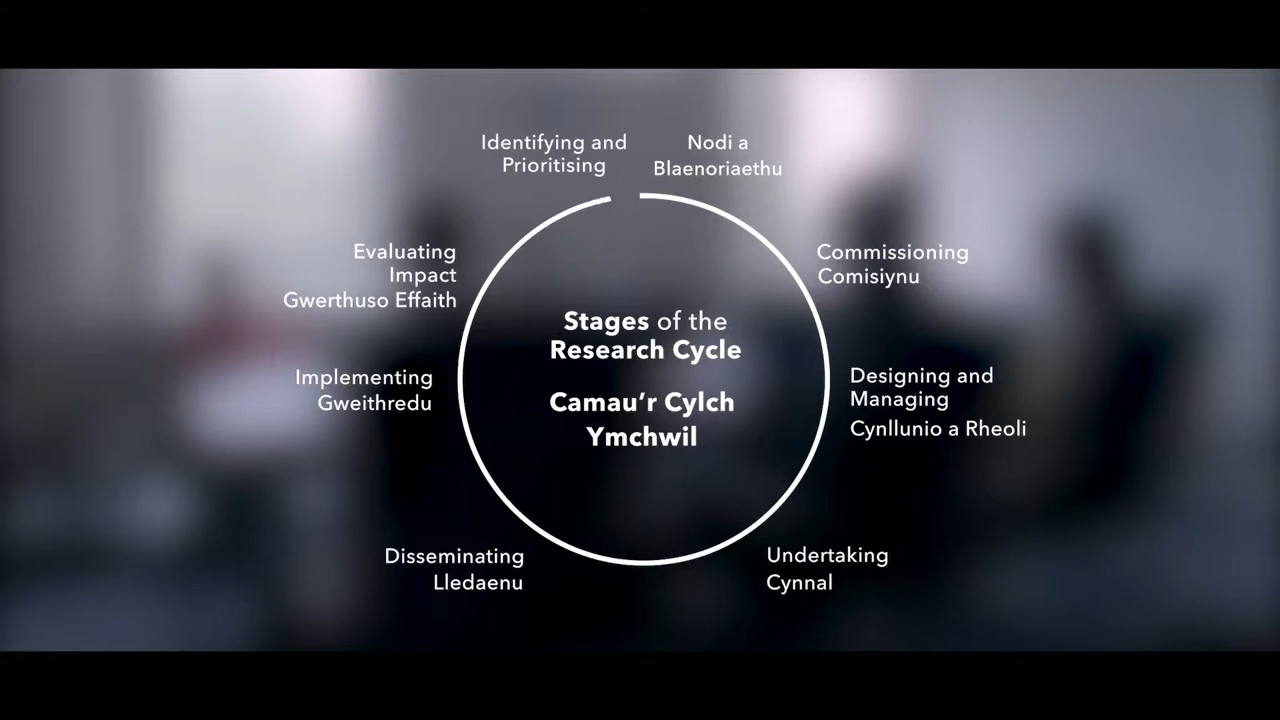 Identifying and
Prioritising
Nodi a
Blaenoriaethu
Commissioning
Comisiynu
Designing and
Managing
Cynllunio a Rheoli
Undertaking
Cynnal
Disseminating
Lledaenu
Implementing
Gweithredu
Evaluating
Impact
Gwerthuso Effaith
Stages of the
Research Cycle
Camau’r Cylch
Ymchwil